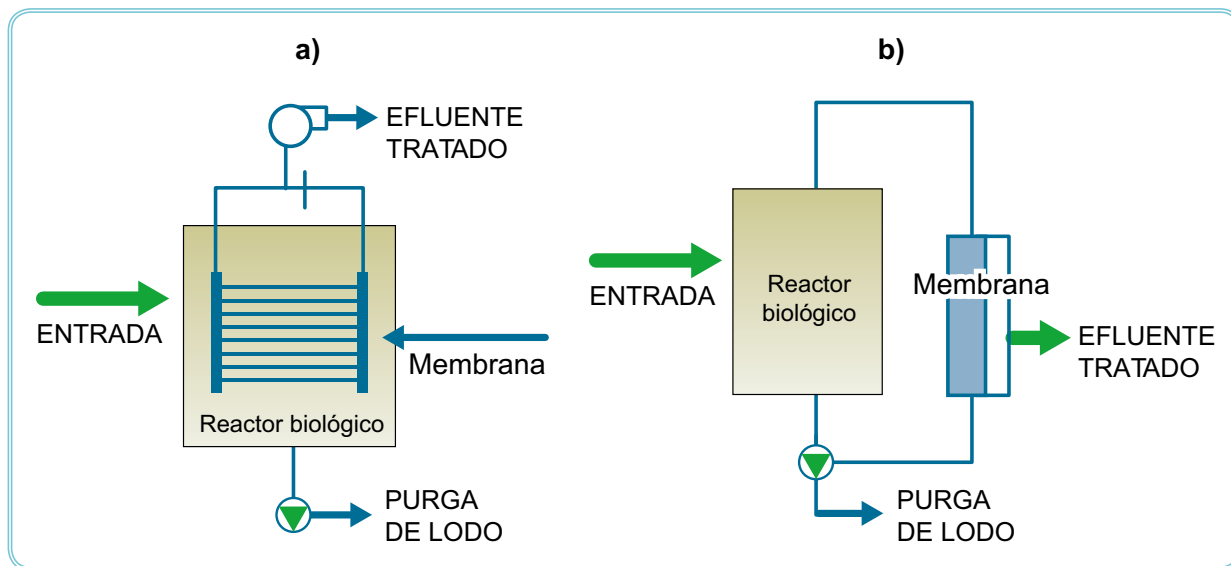 a)
EFLUENTE
TRATADO
ENTRADA
Membrana
Reactor biológico
PURGA
DE LODO
b)
Reactor
biológico
ENTRADA
Membrana
EFLUENTE
TRATADO
PURGA
DE LODO